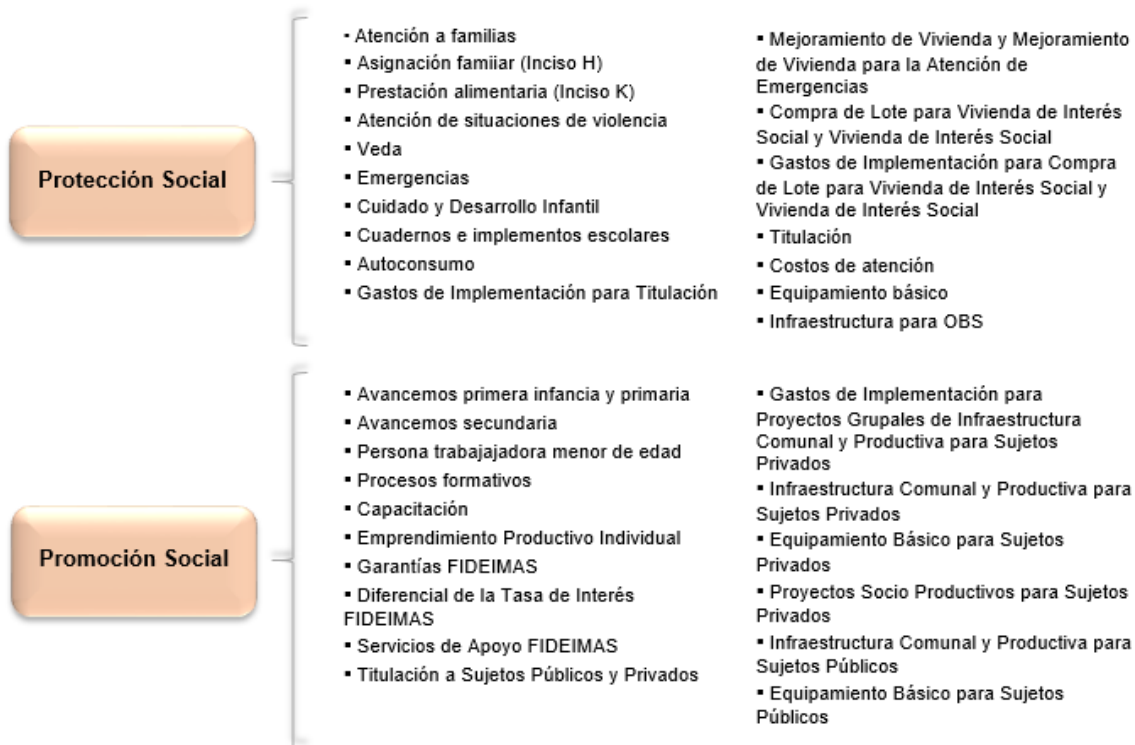 Protección Social
▪ Atención a familias
▪ Asignación famiiar (Inciso H)
▪ Prestación alimentaria (Inciso K)
▪ Atención de situaciones de violencia
▪ Veda
▪ Emergencias
▪ Cuidado y Desarrollo Infantil
▪ Cuadernos e implementos escolares
▪ Autoconsumo
▪ Gastos de Implementación para Titulación
▪ Mejoramiento de Vivienda y Mejoramiento
de Vivienda para la Atención de
Emergencias
▪ Compra de Lote para Vivienda de Interés
Social y Vivienda de Interés Social
▪ Gastos de Implementación para Compra
de Lote para Vivienda de Interés Social y
Vivienda de Interés Social
▪ Titulación
▪ Costos de atención
▪ Equipamiento básico
▪ Infraestructura para OBS
Promoción Social
▪ Avancemos primera infancia y primaria
▪ Avancemos secundaria
▪ Persona trabajajadora menor de edad
▪ Procesos formativos
▪ Capacitación
▪ Emprendimiento Productivo Individual
▪ Garantías FIDEIMAS
▪ Diferencial de la Tasa de Interés
FIDEIMAS
▪ Servicios de Apoyo FIDEIMAS
▪ Titulación a Sujetos Públicos y Privados
▪ Gastos de Implementación para
Proyectos Grupales de Infraestructura
Comunal y Productiva para Sujetos
Privados
▪ Infraestructura Comunal y Productiva para
Sujetos Privados
▪ Equipamiento Básico para Sujetos
Privados
▪ Proyectos Socio Productivos para Sujetos
Privados
▪ Infraestructura Comunal y Productiva para
Sujetos Públicos
▪ Equipamiento Básico para Sujetos
Públicos